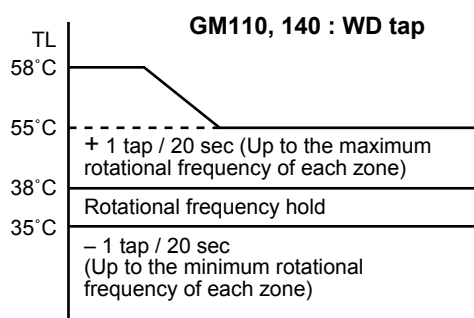 GM110, 140 : WD tap
TL
58˚C
55˚C
+ 1 tap / 20 sec (Up to the maximum
rotational frequency of each zone)
38˚C
Rotational frequency hold
35˚C
– 1 tap / 20 sec
(Up to the minimum rotational
frequency of each zone)